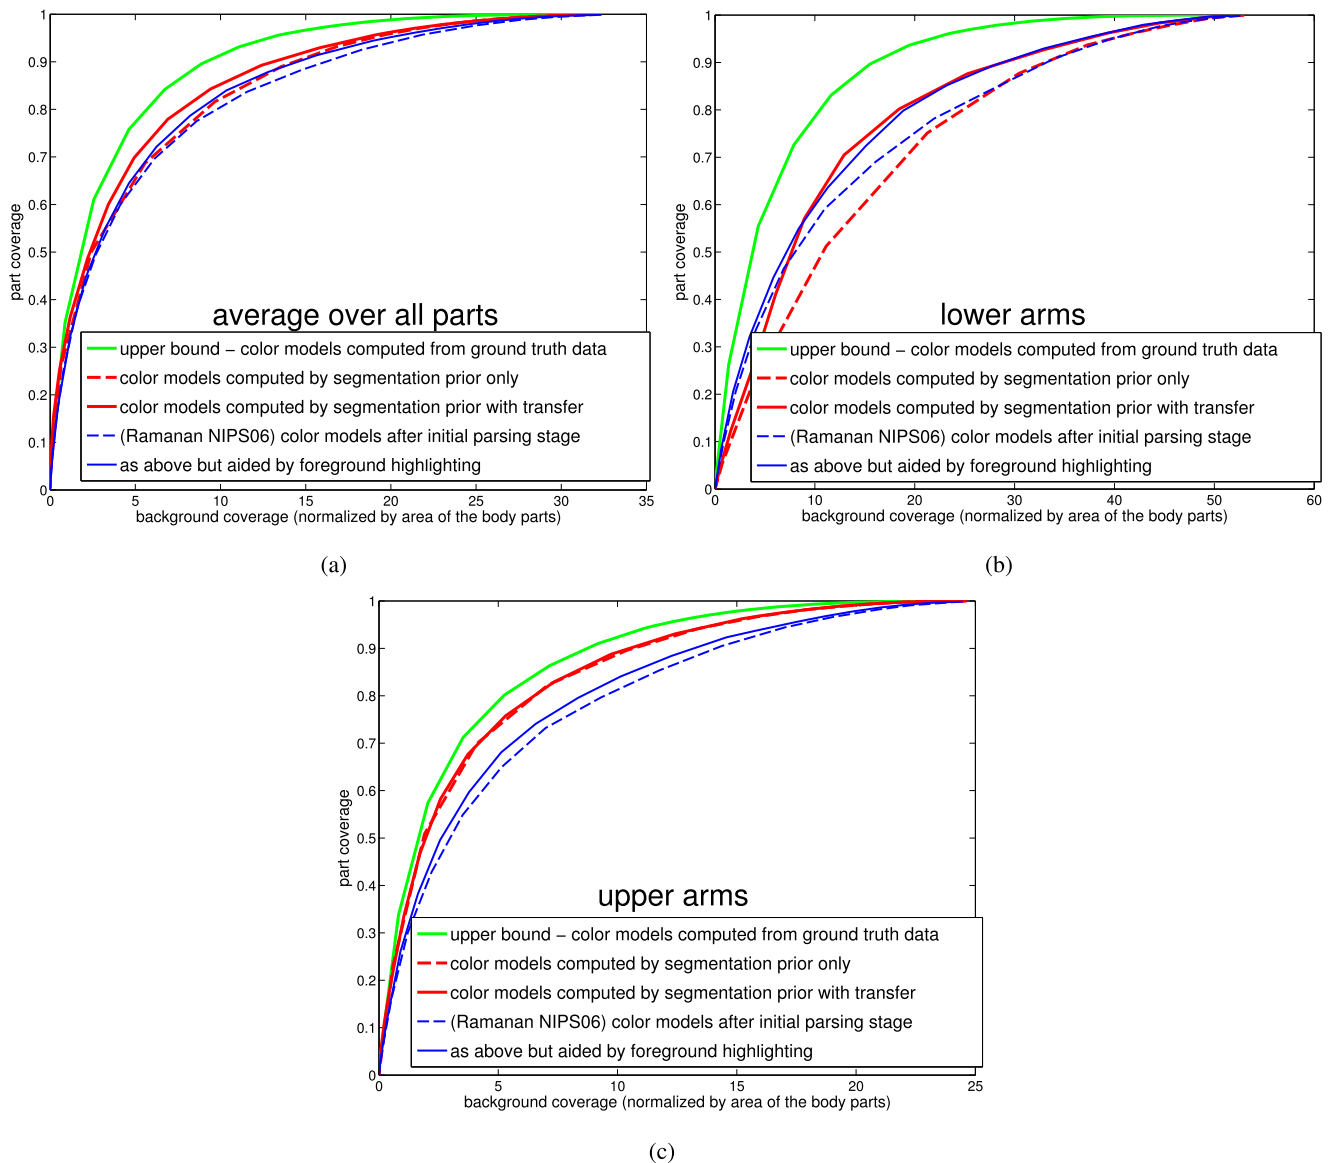 1
0.9
0.8
0.7
0.6
0.5
0.4
0.3
0.2
0.1
0
part coverage
average over all parts
upper bound − color models computed from ground truth data
color models computed by segmentation prior only
color models computed by segmentation prior with transfer
(Ramanan NIPS06) color models after initial parsing stage
as above but aided by foreground highlighting
0 5 10 15 20 25 30 35
background coverage (normalized by area of the body parts)
(a)
1
0.9
0.8
0.7
0.6
0.5
0.4
0.3
0.2
0.1
0
part coverage
lower arms
upper bound − color models computed from ground truth data
color models computed by segmentation prior only
color models computed by segmentation prior with transfer
(Ramanan NIPS06) color models after initial parsing stage
as above but aided by foreground highlighting
0 10 20 30 40 50 60
background coverage (normalized by area of the body parts)
(b)
1
0.9
0.8
0.7
0.6
0.5
0.4
0.3
0.2
0.1
0
part coverage
upper arms
upper bound − color models computed from ground truth data
color models computed by segmentation prior only
color models computed by segmentation prior with transfer
(Ramanan NIPS06) color models after initial parsing stage
as above but aided by foreground highlighting
0 5 10 15 20 25
background coverage (normalized by area of the body parts)
(c)